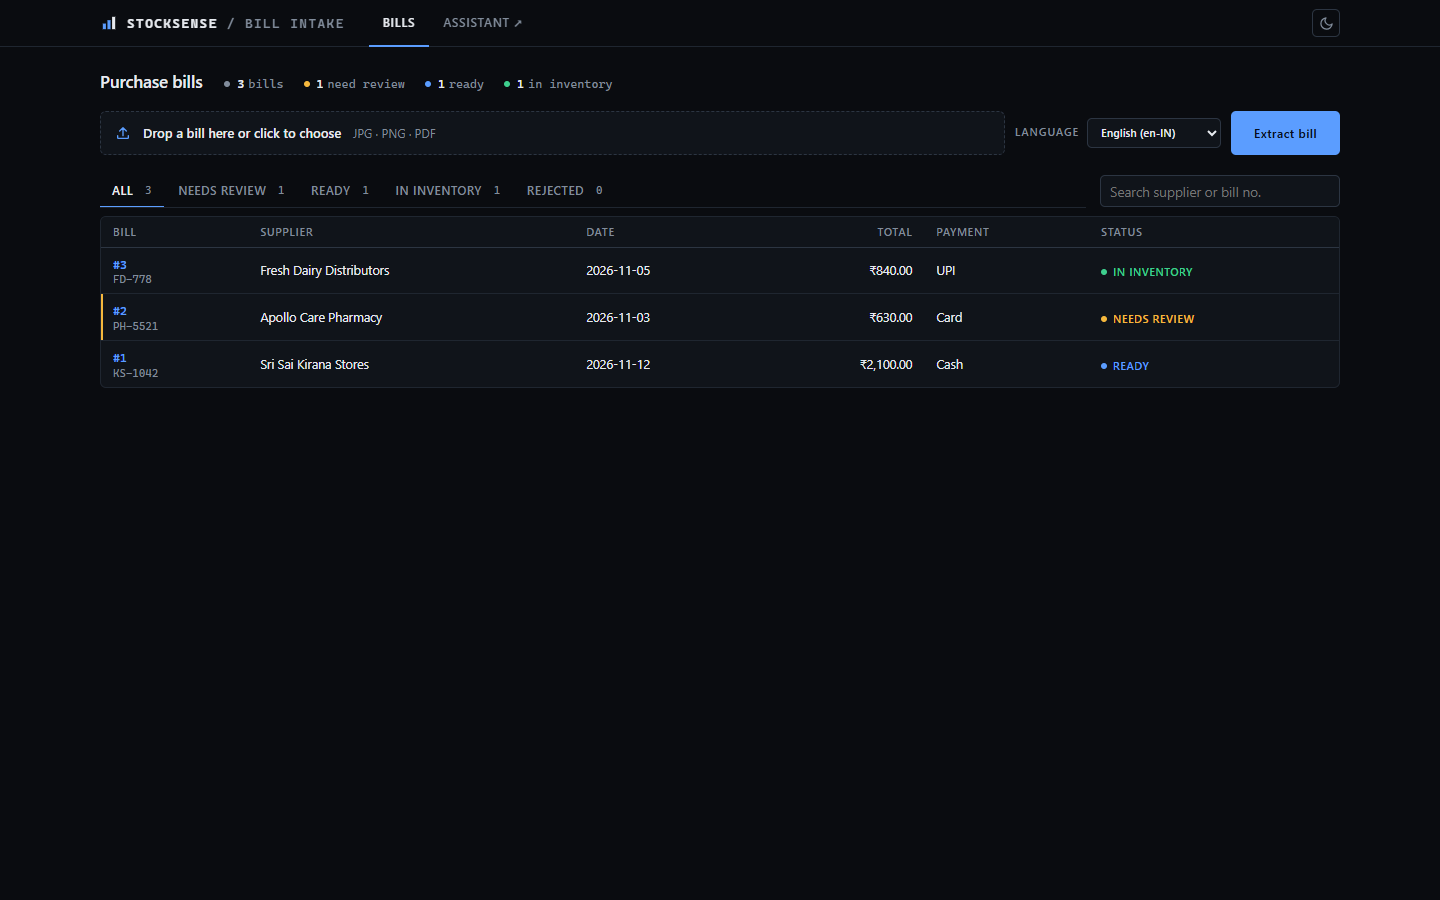 STOCKSENSE / BILL INTAKE BILLS ASSISTANT ↗
Purchase bills 3 bills 1 need review 1 ready 1 in inventory
Drop a bill here or click to choose JPG · PNG · PDF LANGUAGE English (en-IN) Extract bill
ALL 3 NEEDS REVIEW 1 READY 1 IN INVENTORY 1 REJECTED 0 Search supplier or bill no.
BILL SUPPLIER DATE TOTAL PAYMENT STATUS
#3 FD-778 Fresh Dairy Distributors 2026-11-05 ₹840.00 UPI IN INVENTORY
#2 PH-5521 Apollo Care Pharmacy 2026-11-03 ₹630.00 Card NEEDS REVIEW
#1 KS-1042 Sri Sai Kirana Stores 2026-11-12 ₹2,100.00 Cash READY